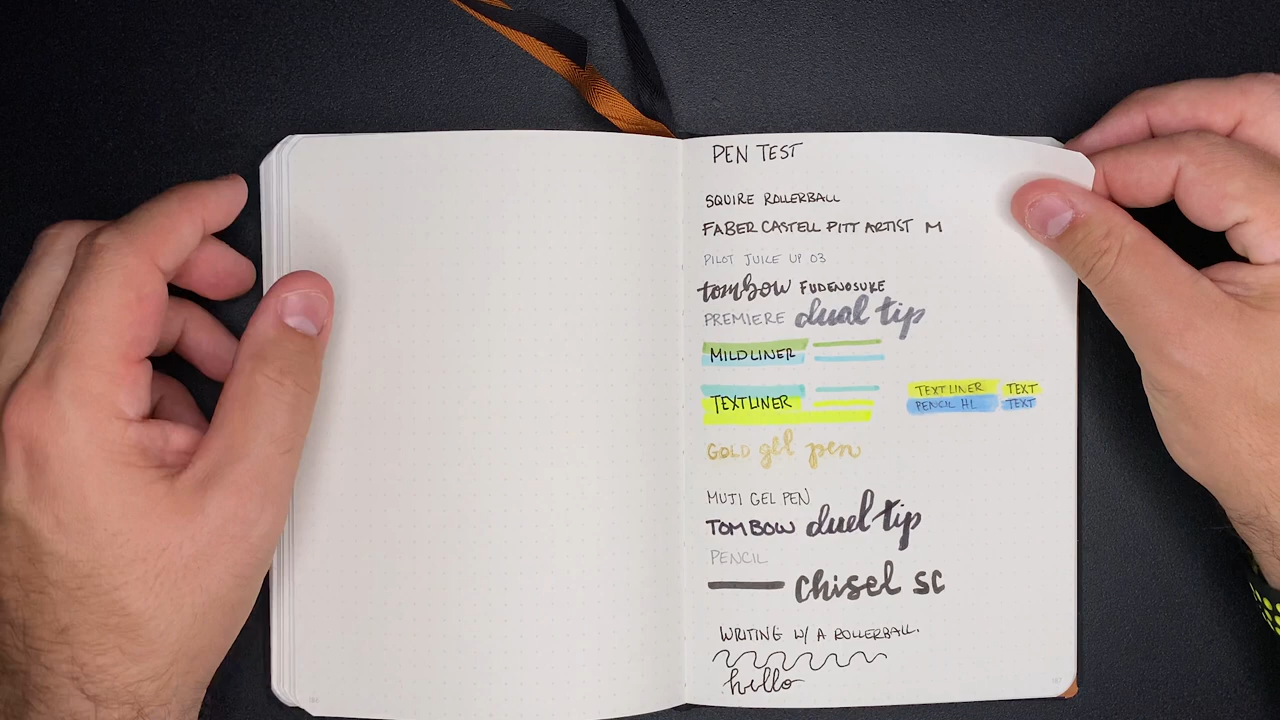 PEN TEST
SQUIRE ROLLERBALL
FABER CASTELL PITT ARTIST M
PILOT JUICE UP 03
tombow FUDENOSUKE
PREMIERE dual tip
MILDLINER
TEXTLINER
TEXT LINER TEXT
PENCIL HL TEXT
GOLD gel pen
MUJI GEL PEN
TOMBOW duel tip
PENCIL
chisel SC
WRITING W/ A ROLLERBALL.
hello